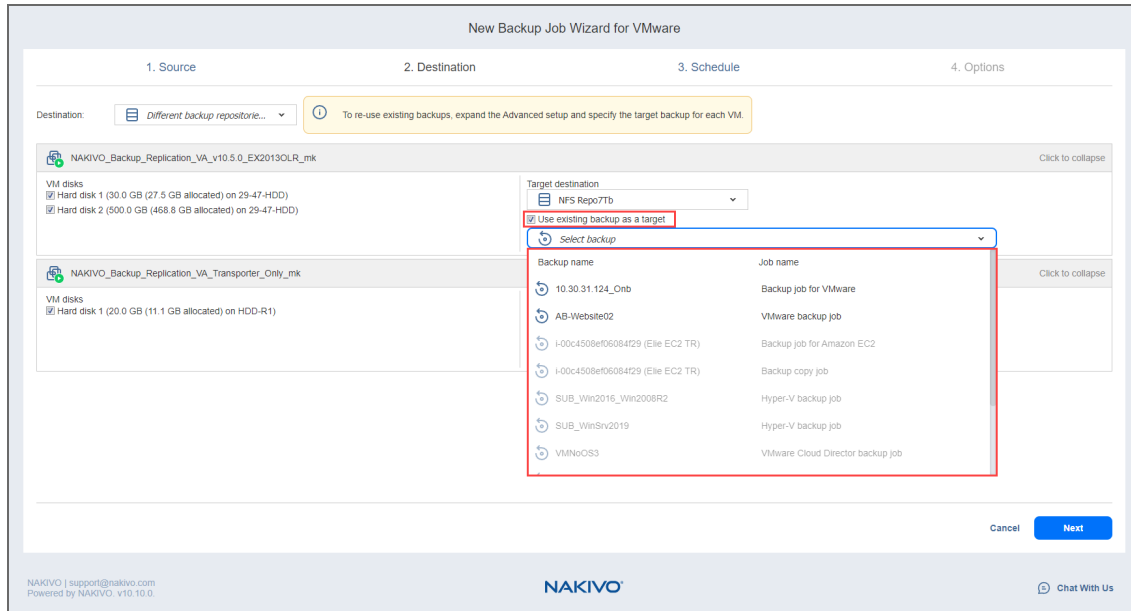 New Backup Job Wizard for VMware
1. Source
2. Destination
3. Schedule
4. Options
Destination:
Different backup repositorie...
To re-use existing backups, expand the Advanced setup and specify the target backup for each VM.
NAKIVO_Backup_Replication_VA_v10.5.0_EX2013OLR_mk
Click to collapse
VM disks
Hard disk 1 (30.0 GB (27.5 GB allocated) on 29-47-HDD)
Hard disk 2 (500.0 GB (468.8 GB allocated) on 29-47-HDD)
Target destination
NFS Repo7Tb
Use existing backup as a target
Select backup
Backup name Job name
10.30.31.124_Onb Backup job for VMware
AB-Website02 VMware backup job
i-00c4508ef06084f29 (Elie EC2 TR) Backup job for Amazon EC2
i-00c4508ef06084f29 (Elie EC2 TR) Backup copy job
SUB_Win2016_Win2008R2 Hyper-V backup job
SUB_WinSrv2019 Hyper-V backup job
VMNoOS3 VMware Cloud Director backup job
NAKIVO_Backup_Replication_VA_Transporter_Only_mk
Click to collapse
VM disks
Hard disk 1 (20.0 GB (11.1 GB allocated) on HDD-R1)
Cancel
Next
NAKIVO | support@nakivo.com
Powered by NAKIVO. v10.10.0.
NAKIVO®
Chat With Us